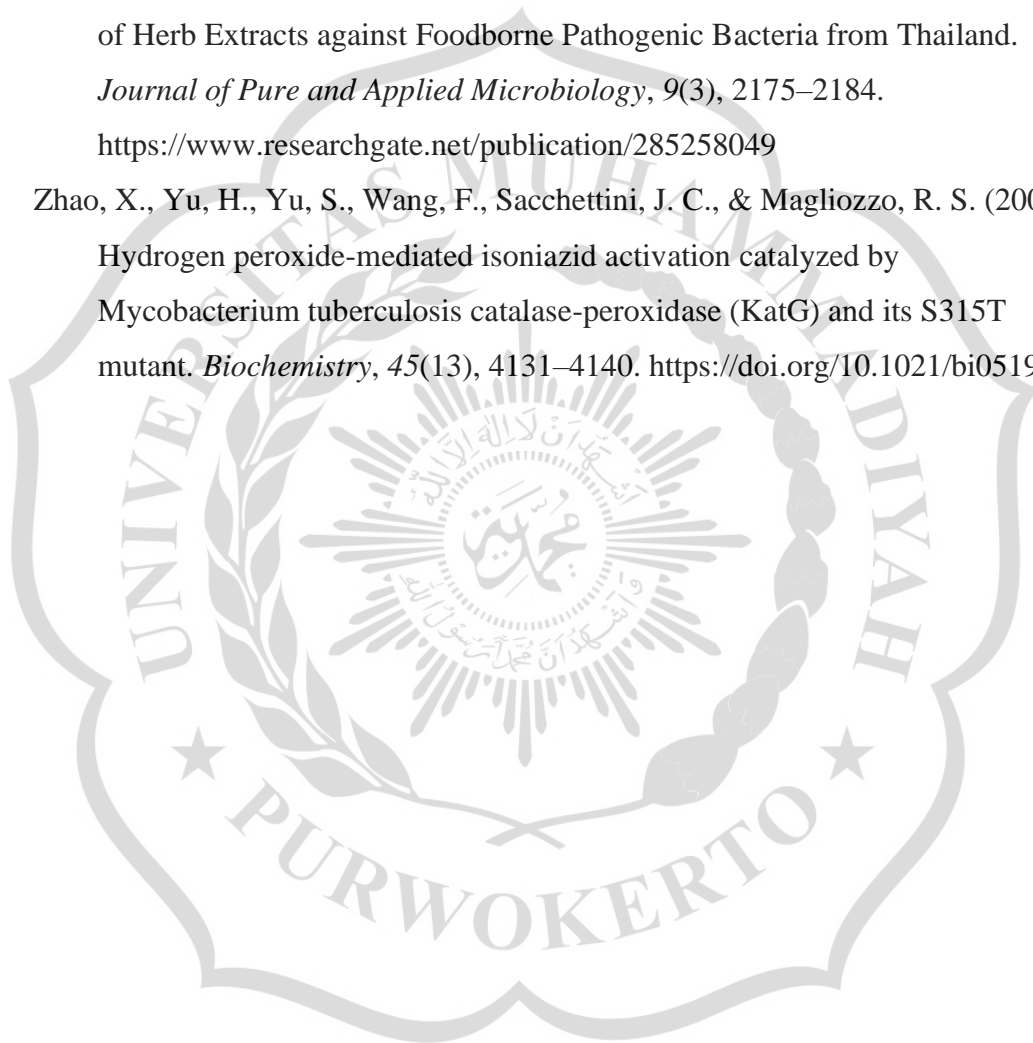 of Herb Extracts against Foodborne Pathogenic Bacteria from Thailand.
Journal of Pure and Applied Microbiology, 9(3), 2175–2184.
https://www.researchgate.net/publication/285258049
Zhao, X., Yu, H., Yu, S., Wang, F., Sacchettini, J. C., & Magliozzo, R. S. (200
Hydrogen peroxide-mediated isoniazid activation catalyzed by
Mycobacterium tuberculosis catalase-peroxidase (KatG) and its S315T
mutant. Biochemistry, 45(13), 4131–4140. https://doi.org/10.1021/bi0519
UNIVERSITAS MUHAMMADIYAH
PURWOKERTO